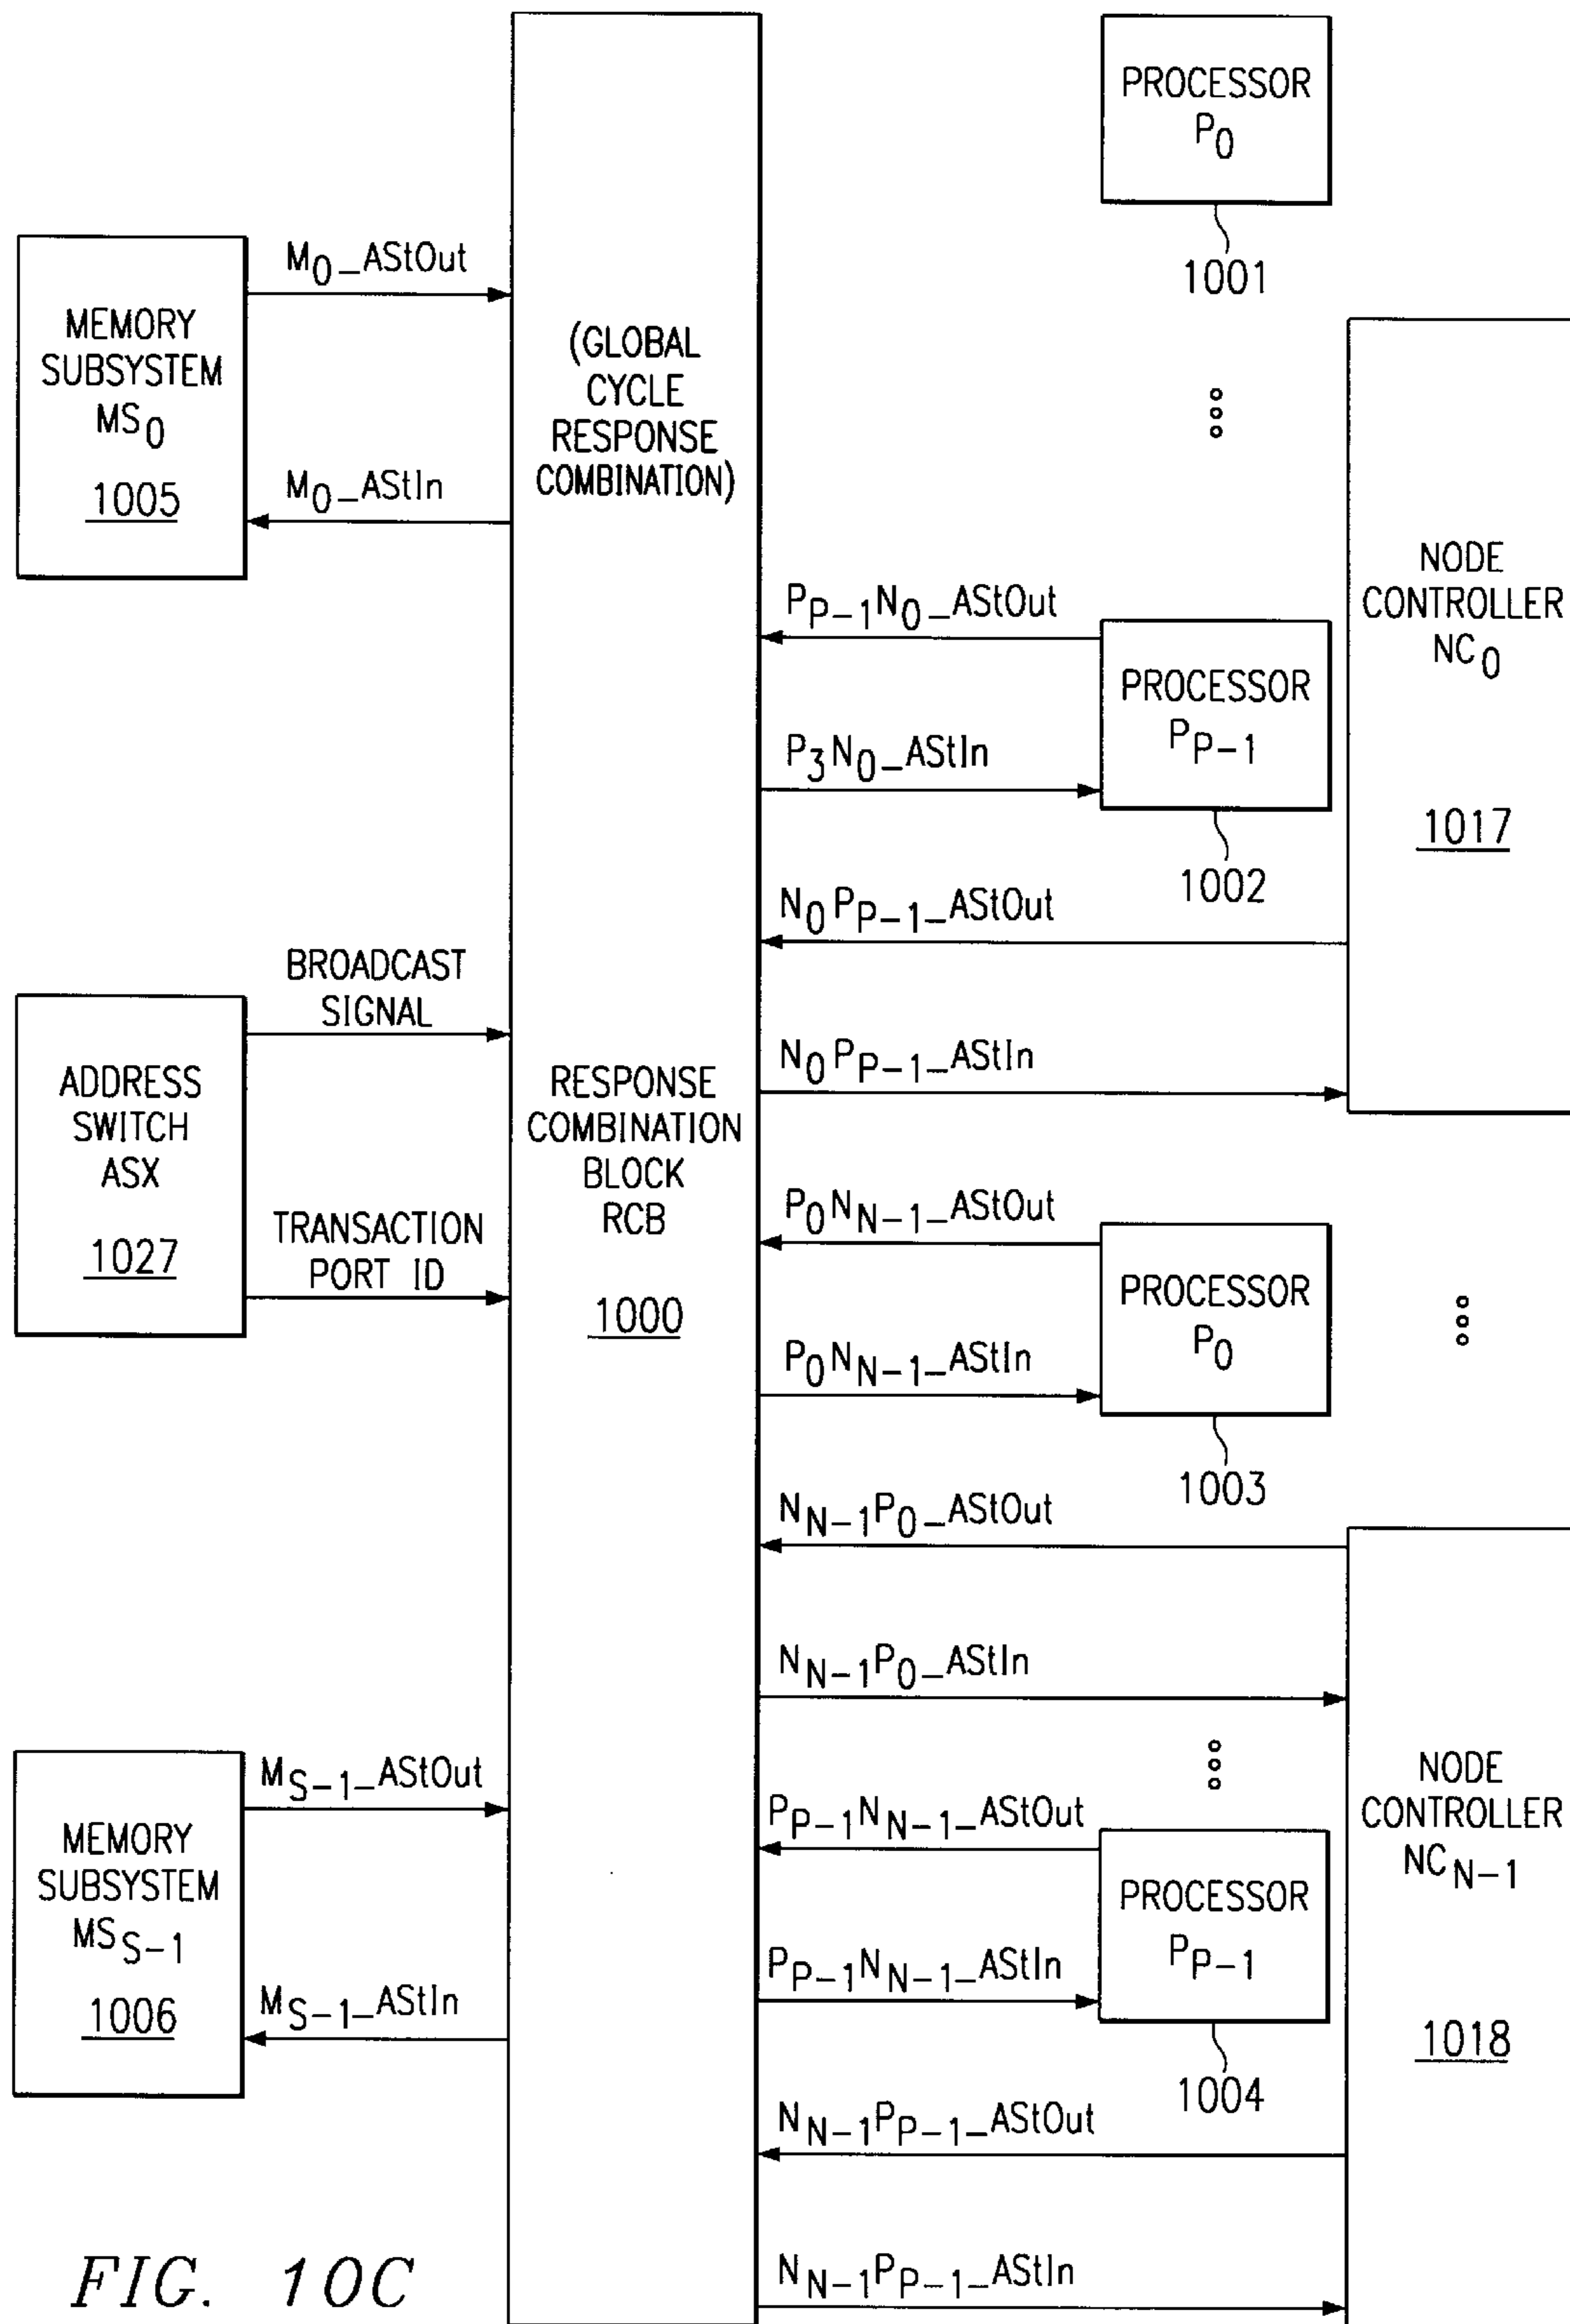 PROCESSOR
P0
1001
M0_AStOut
MEMORY
SUBSYSTEM
MS0
1005
M0_AStIn
(GLOBAL
CYCLE
RESPONSE
COMBINATION)
NODE
CONTROLLER
NC0
1017
PP-1N0_AStOut
PROCESSOR
PP-1
1002
P3N0_AStIn
N0PP-1_AStOut
N0PP-1_AStIn
BROADCAST
SIGNAL
ADDRESS
SWITCH
ASX
1027
TRANSACTION
PORT ID
RESPONSE
COMBINATION
BLOCK
RCB
1000
P0NN-1_AStOut
PROCESSOR
P0
1003
P0NN-1_AStIn
NN-1P0_AStOut
NN-1P0_AStIn
MS-1_AStOut
MEMORY
SUBSYSTEM
MSS-1
1006
MS-1_AStIn
PP-1NN-1_AStOut
PROCESSOR
PP-1
1004
PP-1NN-1_AStIn
NODE
CONTROLLER
NCN-1
1018
NN-1PP-1_AStOut
NN-1PP-1_AStIn
FIG. 10C